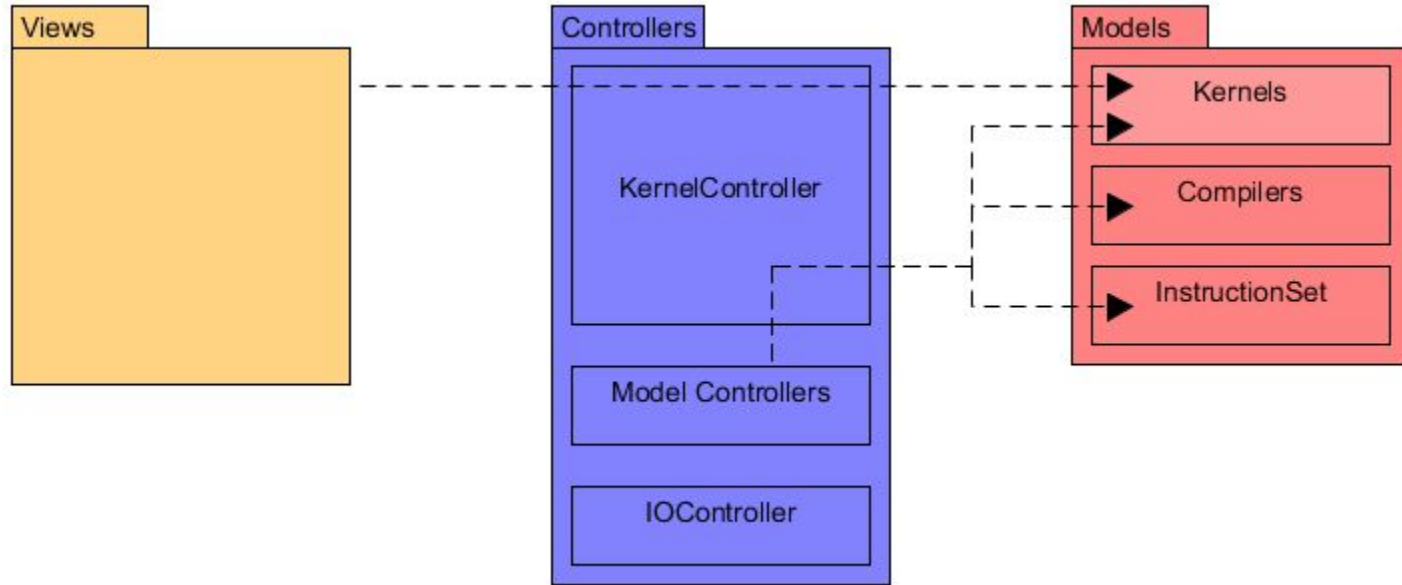 Views
Controllers
Models
Kernels
KernelController
Compilers
InstructionSet
Model Controllers
IOController